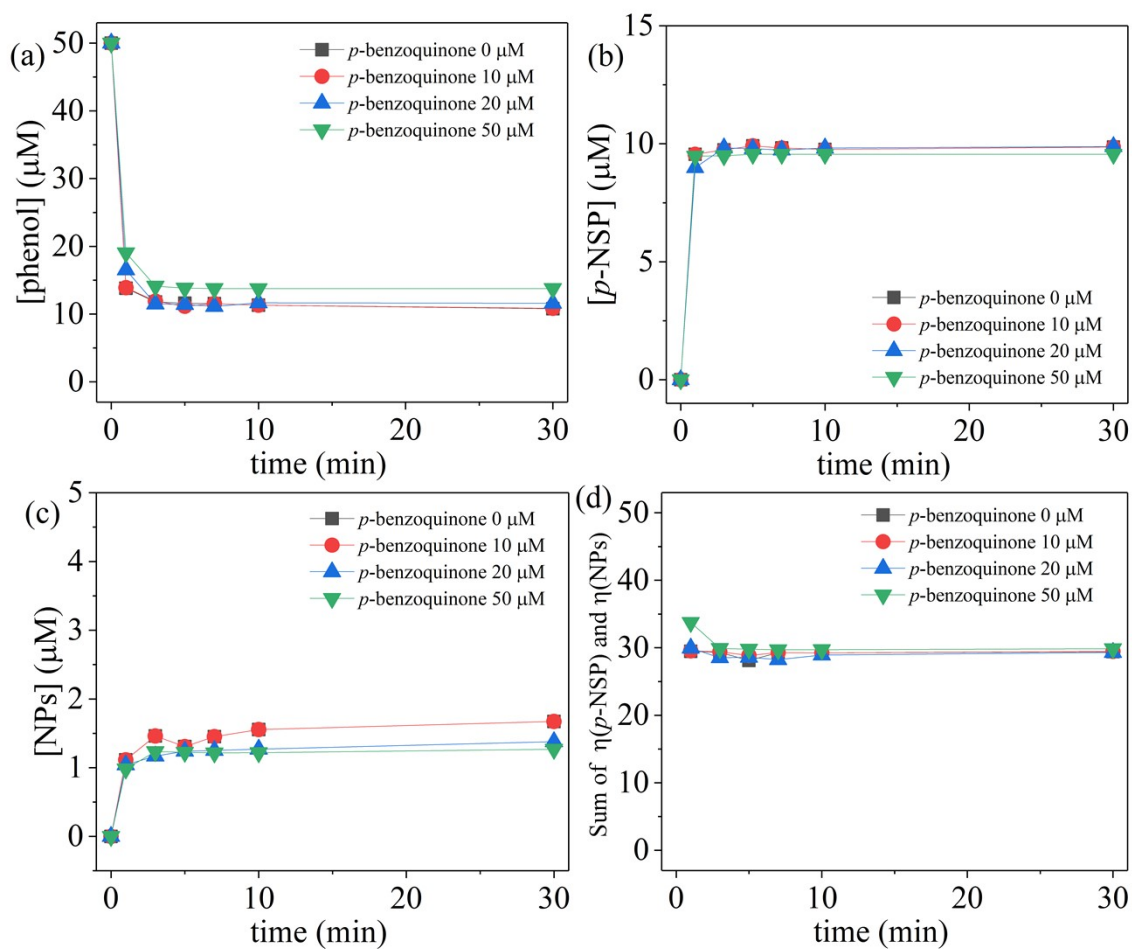 (a)
[phenol] (μM)
50
40
30
20
10
0
p-benzoquinone 0 μM
p-benzoquinone 10 μM
p-benzoquinone 20 μM
p-benzoquinone 50 μM
0 10 20 30
time (min)
(b)
[p-NSP] (μM)
15
10
5
0
p-benzoquinone 0 μM
p-benzoquinone 10 μM
p-benzoquinone 20 μM
p-benzoquinone 50 μM
0 10 20 30
time (min)
(c)
[NPs] (μM)
5
4
3
2
1
0
p-benzoquinone 0 μM
p-benzoquinone 10 μM
p-benzoquinone 20 μM
p-benzoquinone 50 μM
0 10 20 30
time (min)
(d)
Sum of η(p-NSP) and η(NPs)
50
40
30
20
10
0
p-benzoquinone 0 μM
p-benzoquinone 10 μM
p-benzoquinone 20 μM
p-benzoquinone 50 μM
0 10 20 30
time (min)